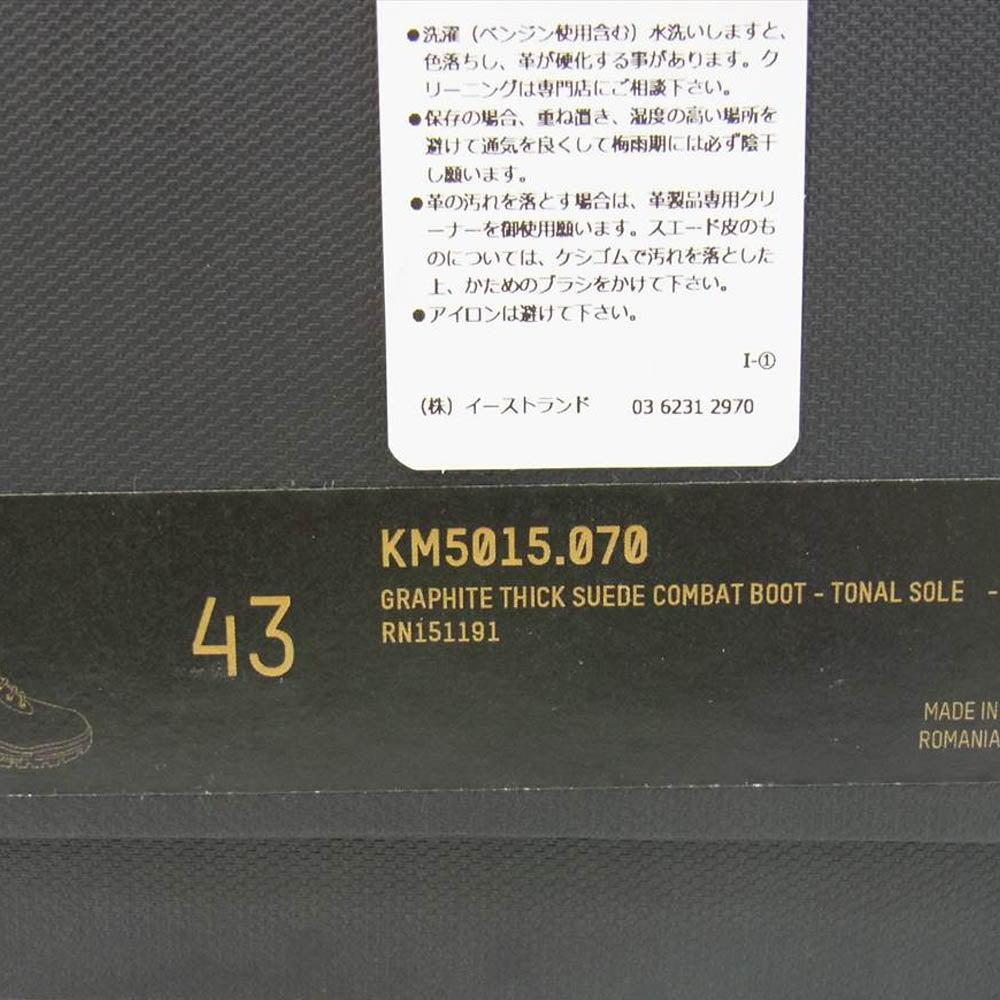 ●洗濯（ベンジン使用含む）水洗いしますと、
色落ちし、革が硬化する事があります。ク
リーニングは専門店にご相談下さい。
●保存の場合、重ね置き、湿度の高い場所を
避けて通気を良くして梅雨期には必ず陰干
し願います。
●革の汚れを落とす場合は、革製品専用クリ
ーナーを御使用願います。スエード皮のも
のについては、ケシゴムで汚れを落とした
上、かためのブラシをかけて下さい。
●アイロンは避けて下さい。
I-①
（株）イーストランド 03 6231 2970
KM5015.070
GRAPHITE THICK SUEDE COMBAT BOOT - TONAL SOLE -
RN151191
43
MADE IN
ROMANIA